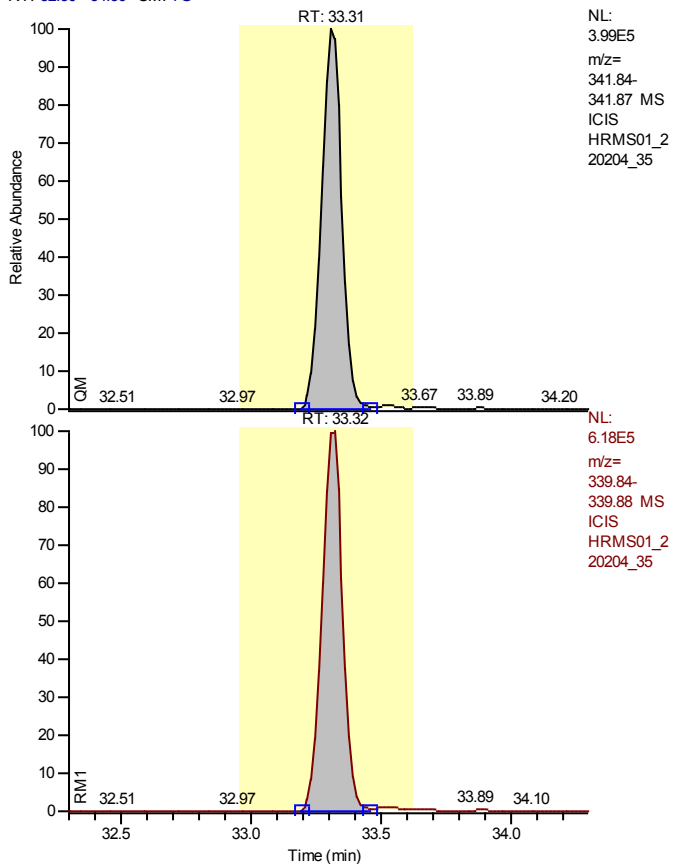 RT: 33.31
NL:
3.99E5
m/z=
341.84-
341.87 MS
ICIS
HRMS01_2
20204_35
100
90
80
70
60
50
40
30
20
10
0
Relative Abundance
QM
32.51
32.97
33.67
33.89
34.20
RT: 33.32
NL:
6.18E5
m/z=
339.84-
339.88 MS
ICIS
HRMS01_2
20204_35
100
90
80
70
60
50
40
30
20
10
0
RM1
32.51
32.97
33.89
34.10
32.5
33.0
33.5
34.0
Time (min)